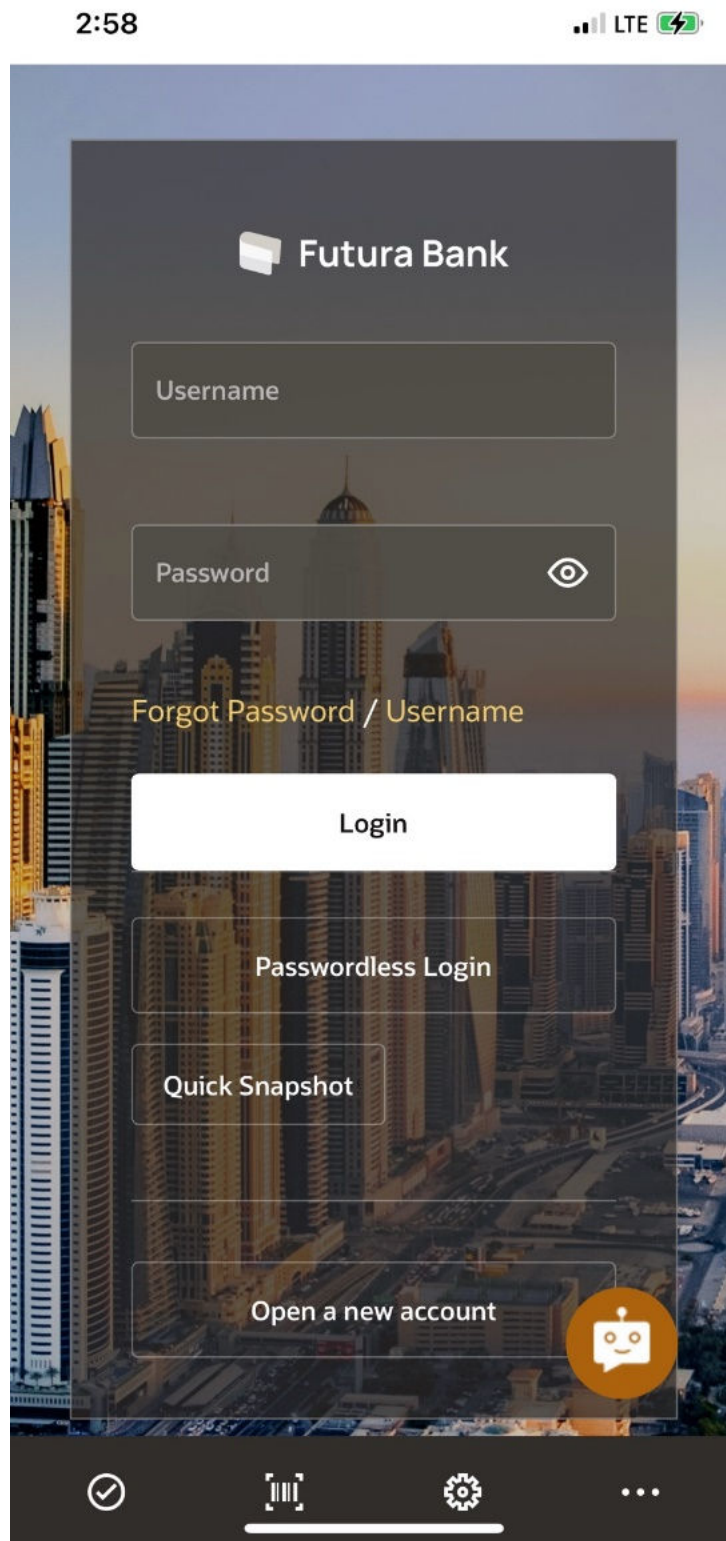 2:58 LTE
Futura Bank
Username
Password
Forgot Password / Username
Login
Passwordless Login
Quick Snapshot
Open a new account